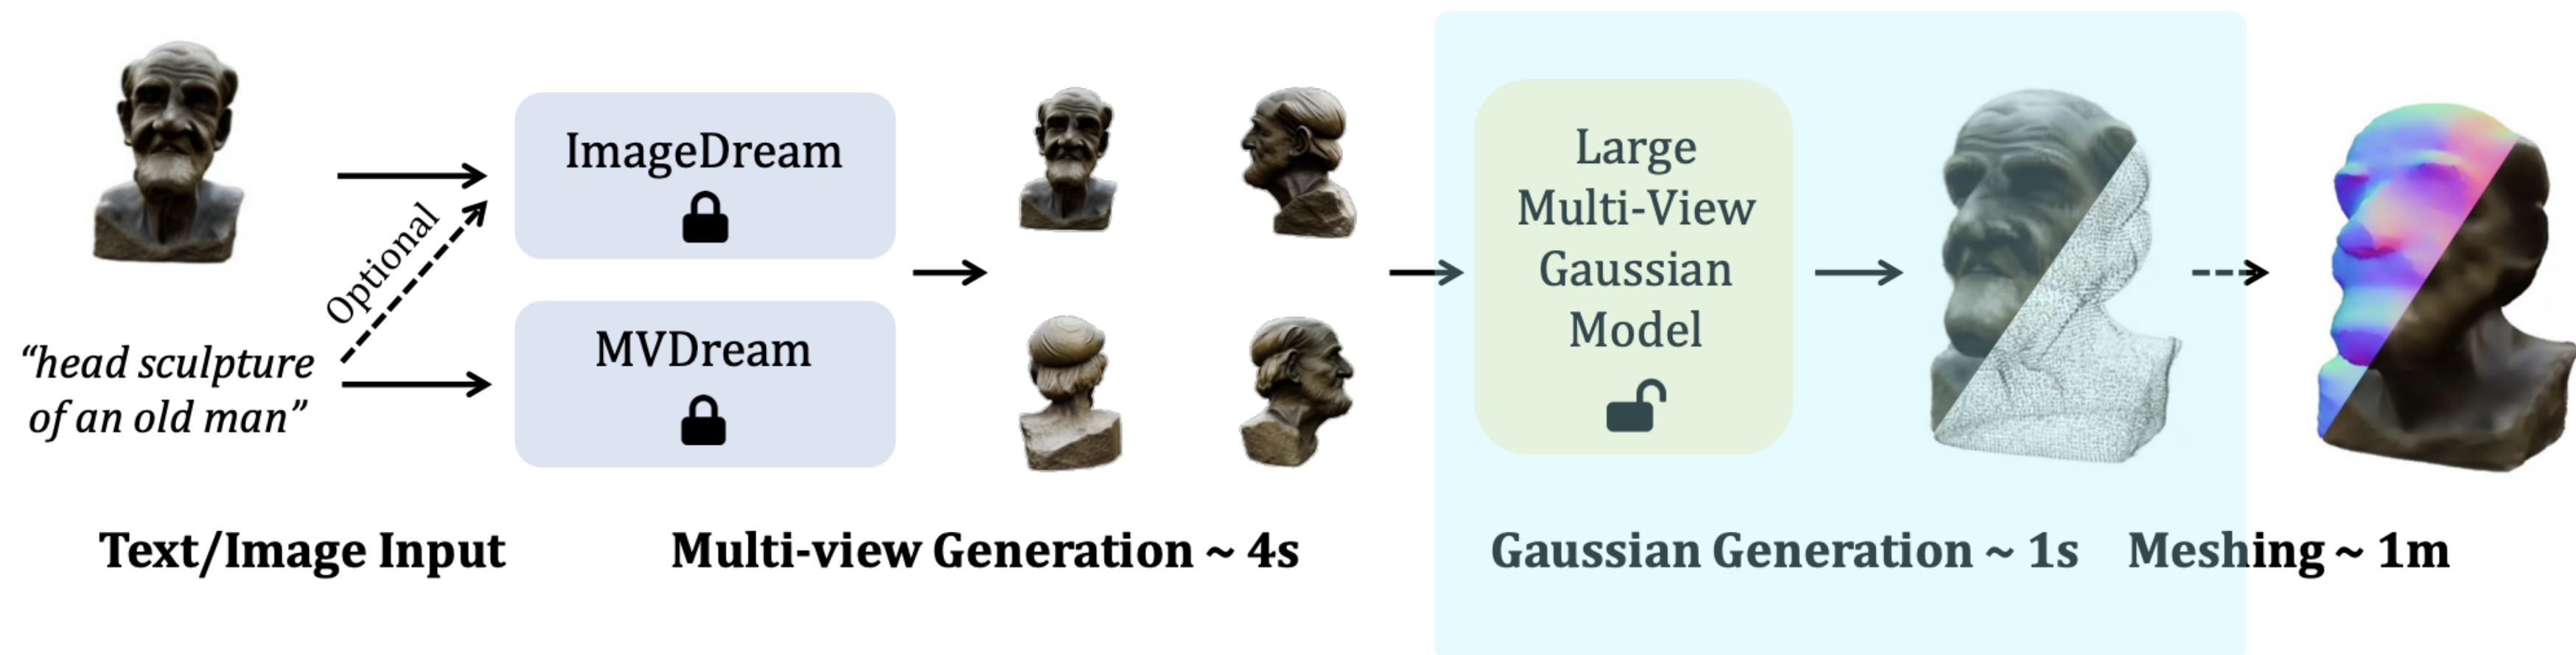 ImageDream
Optional
“head sculpture
of an old man”
MVDream
Large
Multi-View
Gaussian
Model
Text/Image Input
Multi-view Generation ~ 4s
Gaussian Generation ~ 1s
Meshing ~ 1m